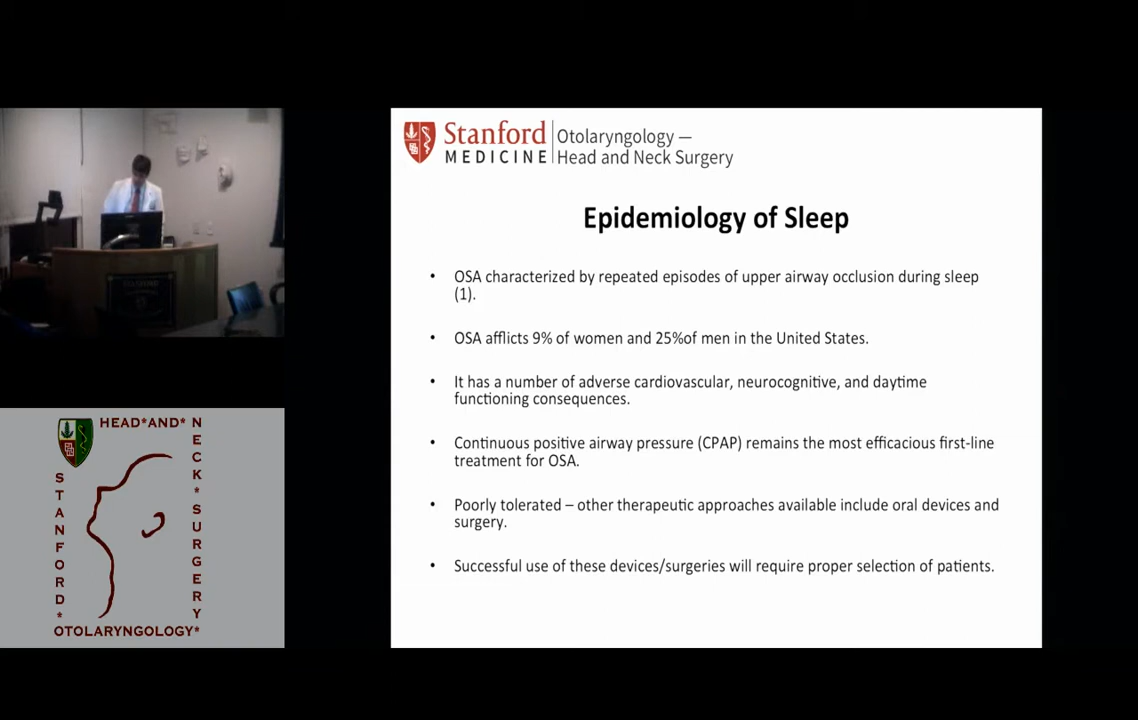 Stanford
MEDICINE
Otolaryngology —
Head and Neck Surgery
Epidemiology of Sleep
• OSA characterized by repeated episodes of upper airway occlusion during sleep
(1).
• OSA afflicts 9% of women and 25%of men in the United States.
• It has a number of adverse cardiovascular, neurocognitive, and daytime
functioning consequences.
• Continuous positive airway pressure (CPAP) remains the most efficacious first-line
treatment for OSA.
• Poorly tolerated – other therapeutic approaches available include oral devices and
surgery.
• Successful use of these devices/surgeries will require proper selection of patients.
HEAD*AND*
NECK*SURGERY
STANFORD*
OTOLARYNGOLOGY*